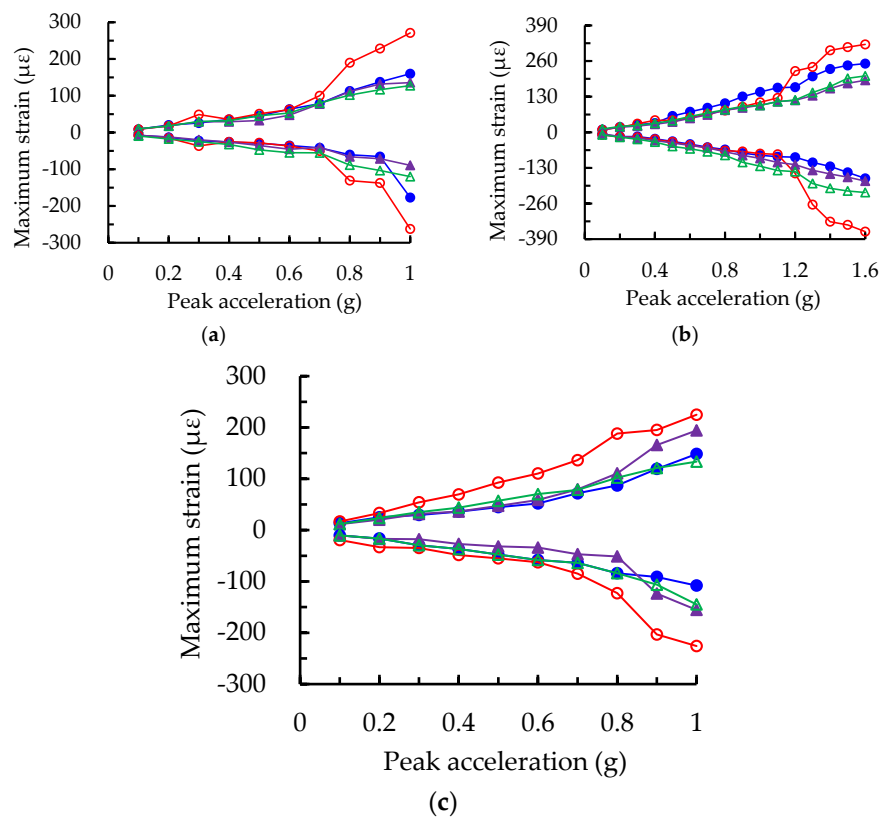 300
200
100
0
-100
-200
-300
Maximum strain (με)
0 0.2 0.4 0.6 0.8 1
Peak acceleration (g)
(a)
390
260
130
0
-130
-260
-390
Maximum strain (με)
0 0.4 0.8 1.2 1.6
Peak acceleration (g)
(b)
300
200
100
0
-100
-200
-300
Maximum strain (με)
0 0.2 0.4 0.6 0.8 1
Peak acceleration (g)
(c)